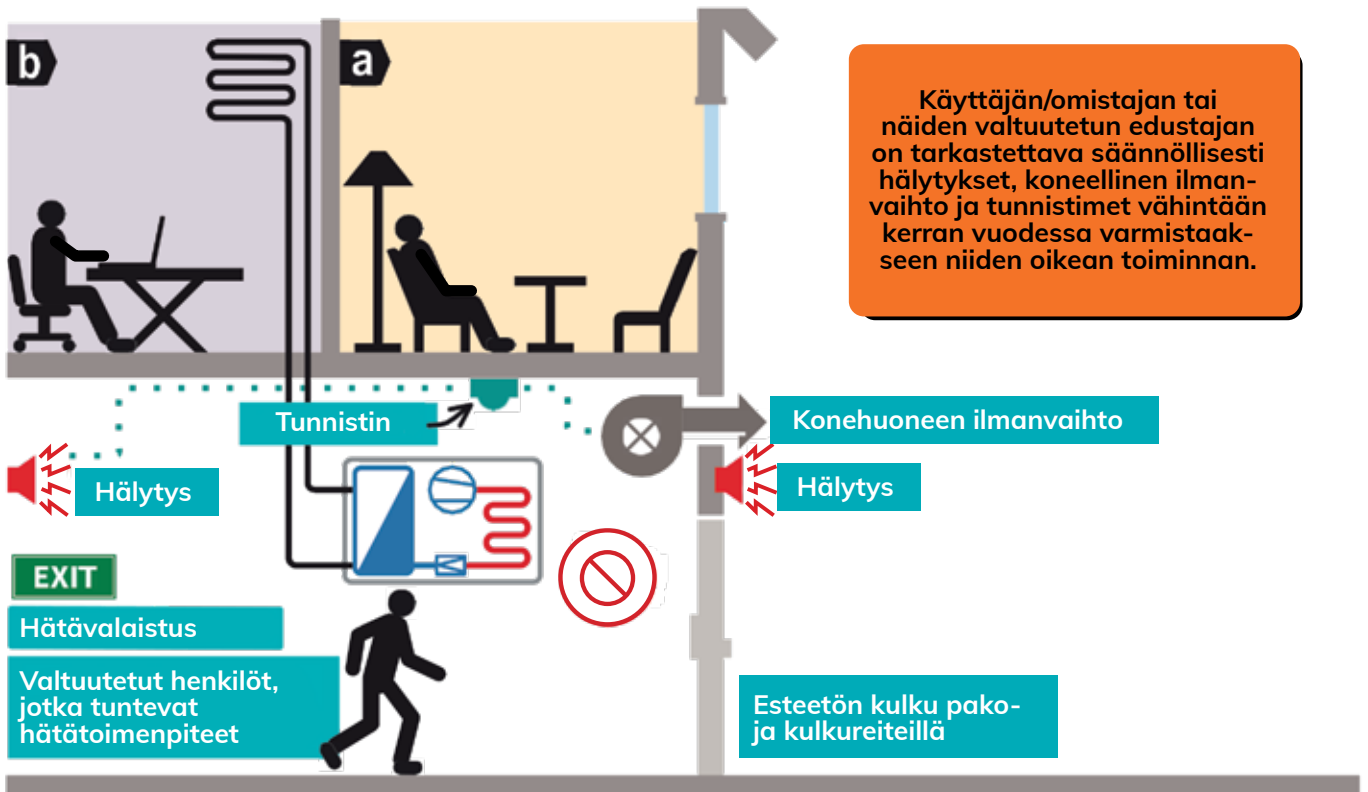 b
a
Käyttäjän/omistajan tai
näiden valtuutetun edustajan
on tarkastettava säännöllisesti
hälytykset, koneellinen ilman-
vaihto ja tunnistimet vähintään
kerran vuodessa varmistaak-
seen niiden oikean toiminnan.
Tunnistin
Konehuoneen ilmanvaihto
Hälytys
Hälytys
EXIT
Hätävalaistus
Valtuutetut henkilöt,
jotka tuntevat
hätätoimenpiteet
Esteetön kulku pako-
ja kulkureiteillä